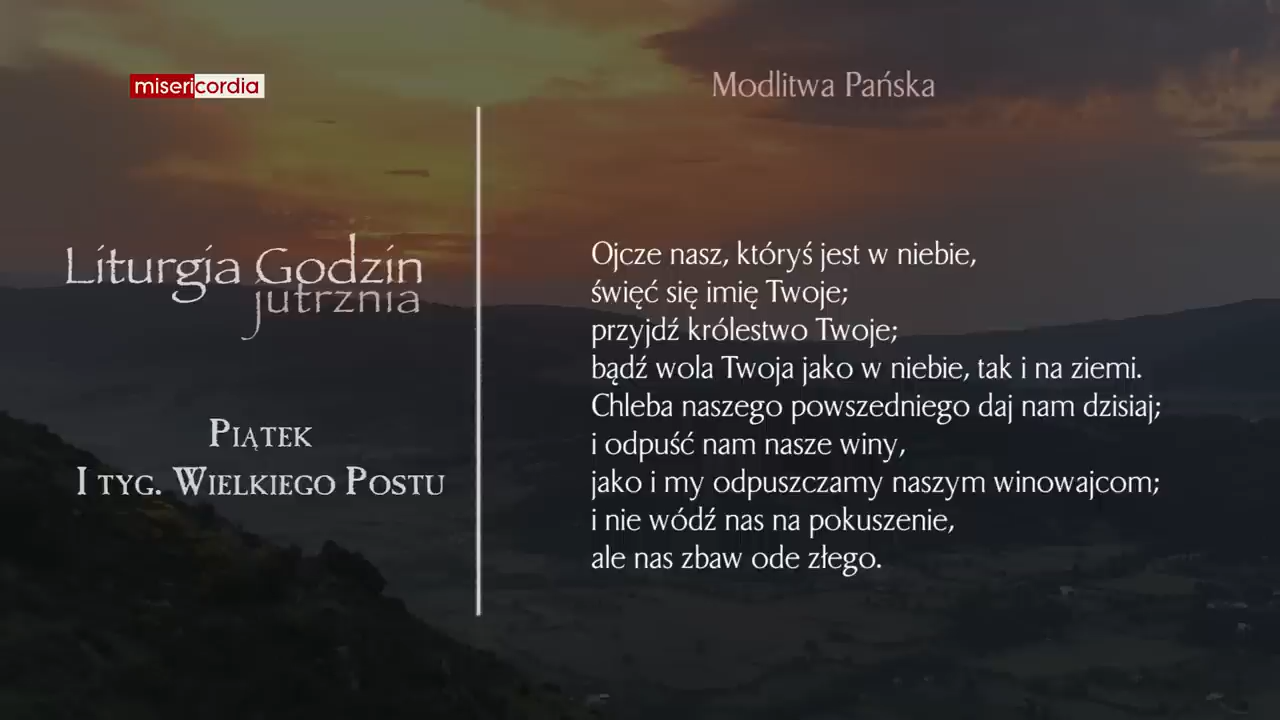 misericordia
Modlitwa Pańska
Liturgia Godzin
jutrznia
Piątek
I tyg. Wielkiego Postu
Ojcze nasz, któryś jest w niebie,
święć się imię Twoje;
przyjdź królestwo Twoje;
bądź wola Twoja jako w niebie, tak i na ziemi.
Chleba naszego powszedniego daj nam dzisiaj;
i odpuść nam nasze winy,
jako i my odpuszczamy naszym winowajcom;
i nie wódź nas na pokuszenie,
ale nas zbaw ode złego.